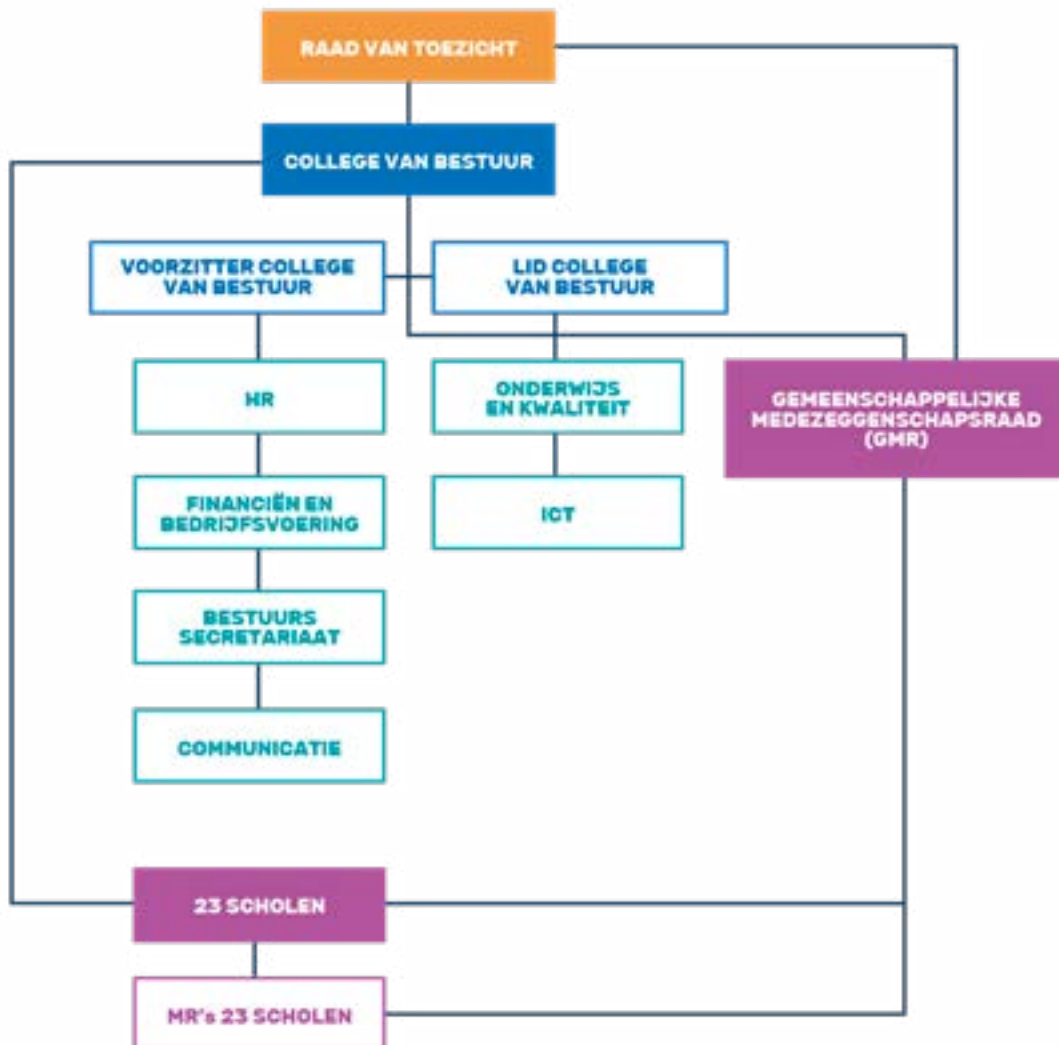 RAAD VAN TOEZICHT
COLLEGE VAN BESTUUR
VOORZITTER COLLEGE
VAN BESTUUR
LID COLLEGE
VAN BESTUUR
HR
ONDERWIJS
EN KWALITEIT
GEMEENSCHAPPELIJKE
MEDEZEGGENSCHAPSRAAD
(GMR)
FINANCIËN EN
BEDRIJFSVOERING
ICT
BESTUURS
SECRETARIAAT
COMMUNICATIE
23 SCHOLEN
MR's 23 SCHOLEN